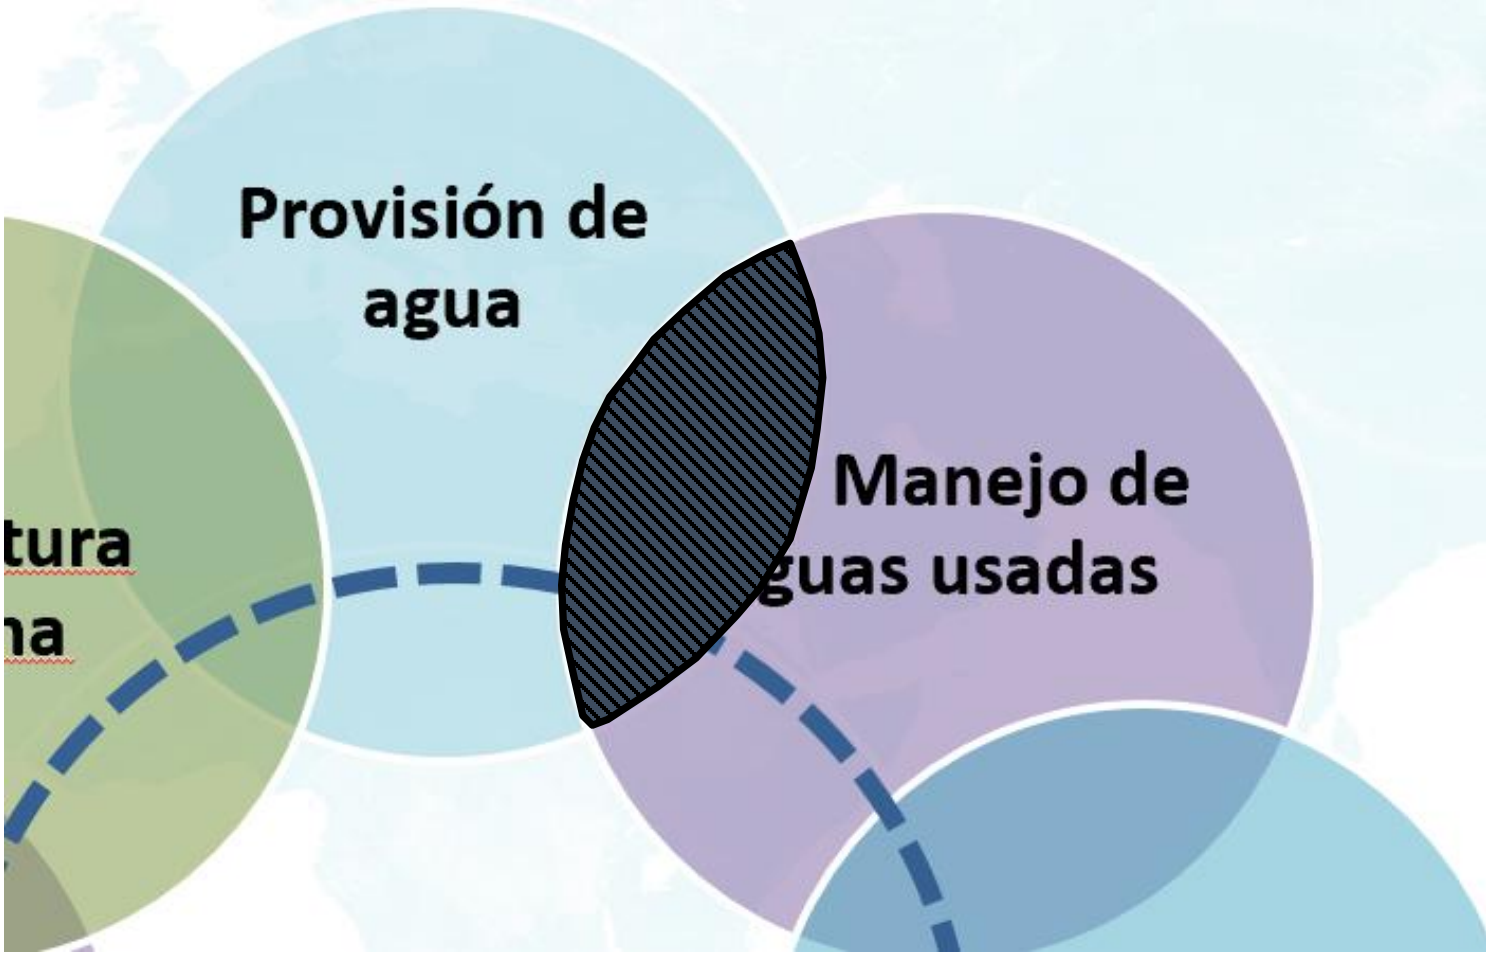 Provisión de
agua
Manejo de
guas usadas
tura
na